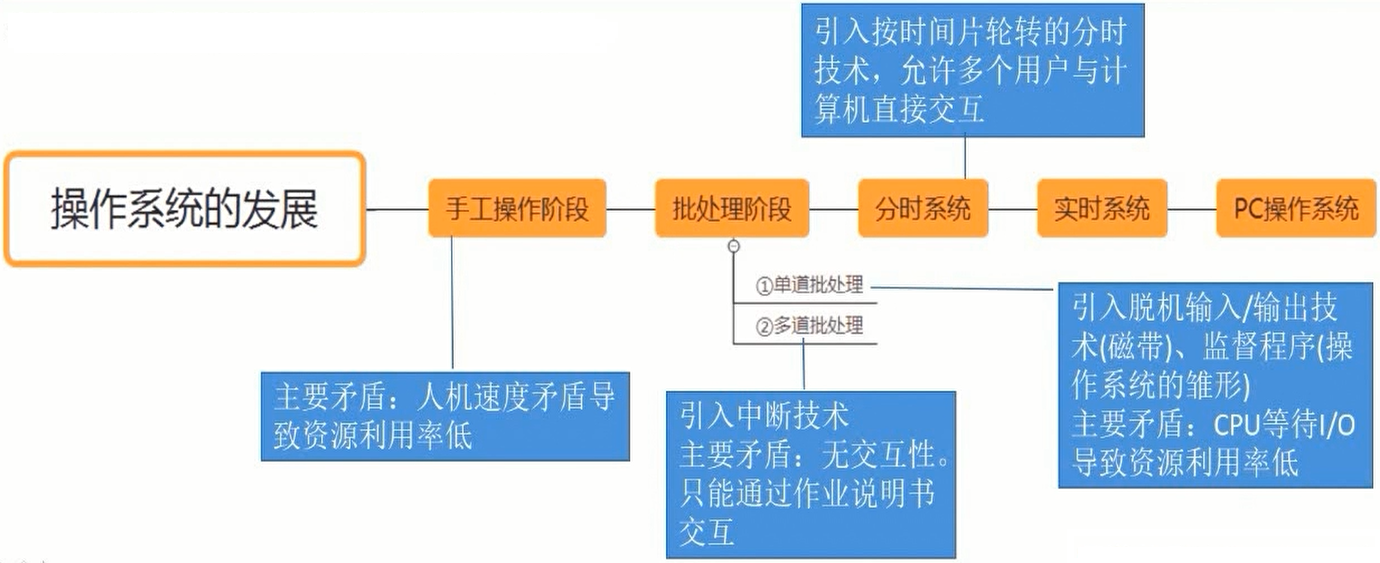 引入按时间片轮转的分时
技术，允许多个用户与计
算机直接交互
操作系统的发展
手工操作阶段
批处理阶段
分时系统
实时系统
PC操作系统
①单道批处理
②多道批处理
引入脱机输入/输出技
术(磁带)、监督程序(操
作系统的雏形)
主要矛盾：CPU等待I/O
导致资源利用率低
主要矛盾：人机速度矛盾导
致资源利用率低
引入中断技术
主要矛盾：无交互性。
只能通过作业说明书
交互